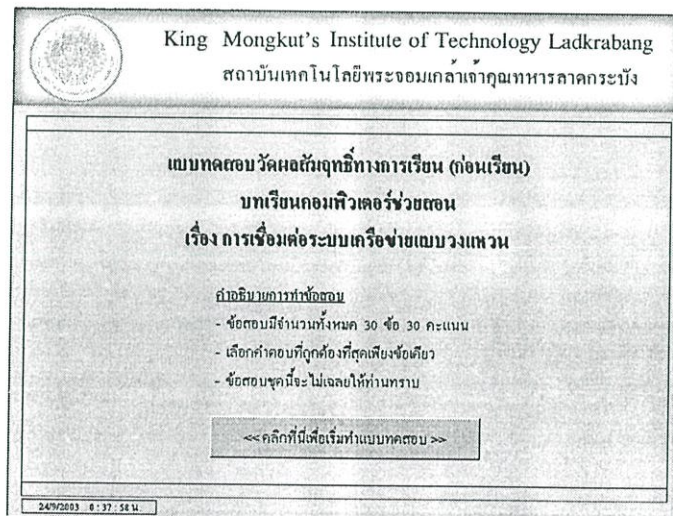 King Mongkut's Institute of Technology Ladkrabang
สถาบันเทคโนโลยีพระจอมเกล้าเจ้าคุณทหารลาดกระบัง
แบบทดสอบวัดผลสัมฤทธิ์ทางการเรียน (ก่อนเรียน)
บทเรียนคอมพิวเตอร์ช่วยสอน
เรื่อง การเชื่อมต่อระบบเครือข่ายแบบวงแหวน
คำอธิบายการทำข้อสอบ
- ข้อสอบมีจำนวนทั้งหมด 30 ข้อ 30 คะแนน
- เลือกคำตอบที่ถูกต้องที่สุดเพียงข้อเดียว
- ข้อสอบชุดนี้จะไม่เฉลยให้ท่านทราบ
<< คลิกที่นี่เพื่อเริ่มทำแบบทดสอบ >>
24/9/2003 0:37:58 น.